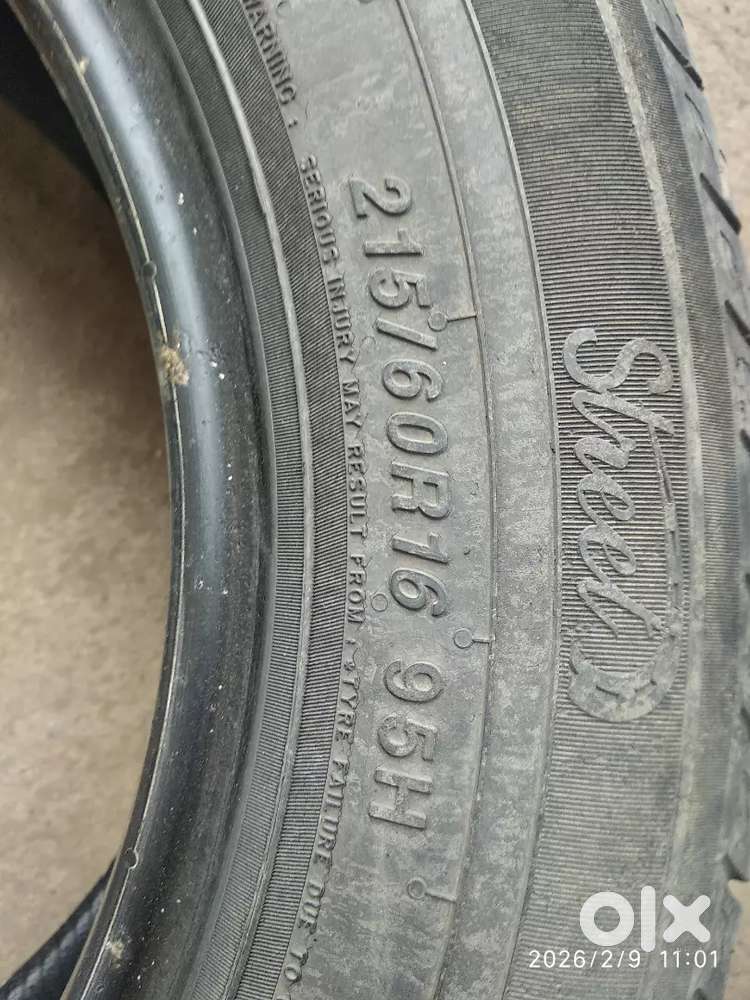 WARNING :
SERIOUS INJURY MAY RESULT FROM :
TYRE FAILURE DUE TO
215/60R16 95H
Street
olx
2026/2/9 11:01